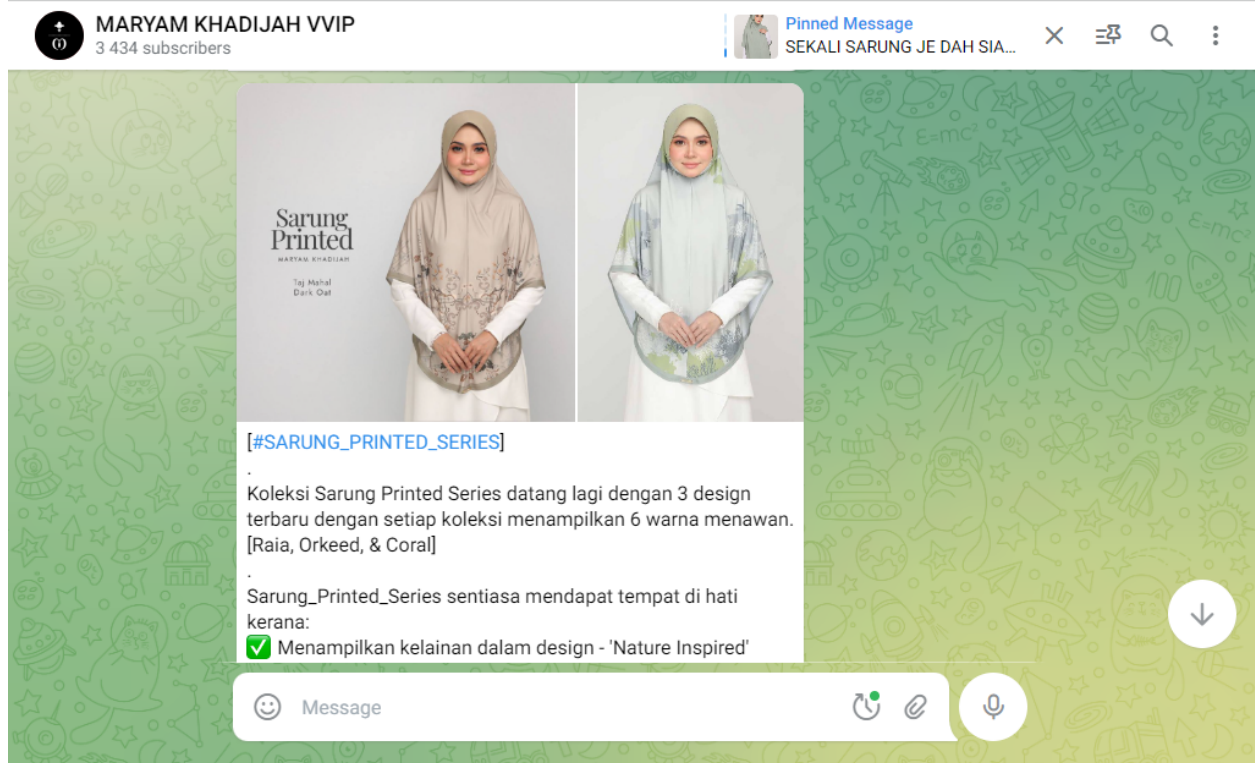 MARYAM KHADIJAH VVIP
3 434 subscribers
Pinned Message
SEKALI SARUNG JE DAH SIA...
Sarung
Printed
MARYAM KHADIJAH
Taj Mahal
Dark Oat
[#SARUNG_PRINTED_SERIES]
.
Koleksi Sarung Printed Series datang lagi dengan 3 design
terbaru dengan setiap koleksi menampilkan 6 warna menawan.
[Raia, Orkeed, & Coral]
.
Sarung_Printed_Series sentiasa mendapat tempat di hati
kerana:
✅ Menampilkan kelainan dalam design - 'Nature Inspired'
Message
E=mc²
E=mc²